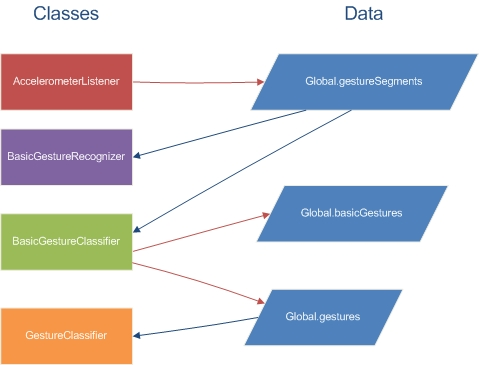 Classes
Data
AccelerometerListener
Global.gestureSegments
BasicGestureRecognizer
BasicGestureClassifier
Global.basicGestures
Global.gestures
GestureClassifier